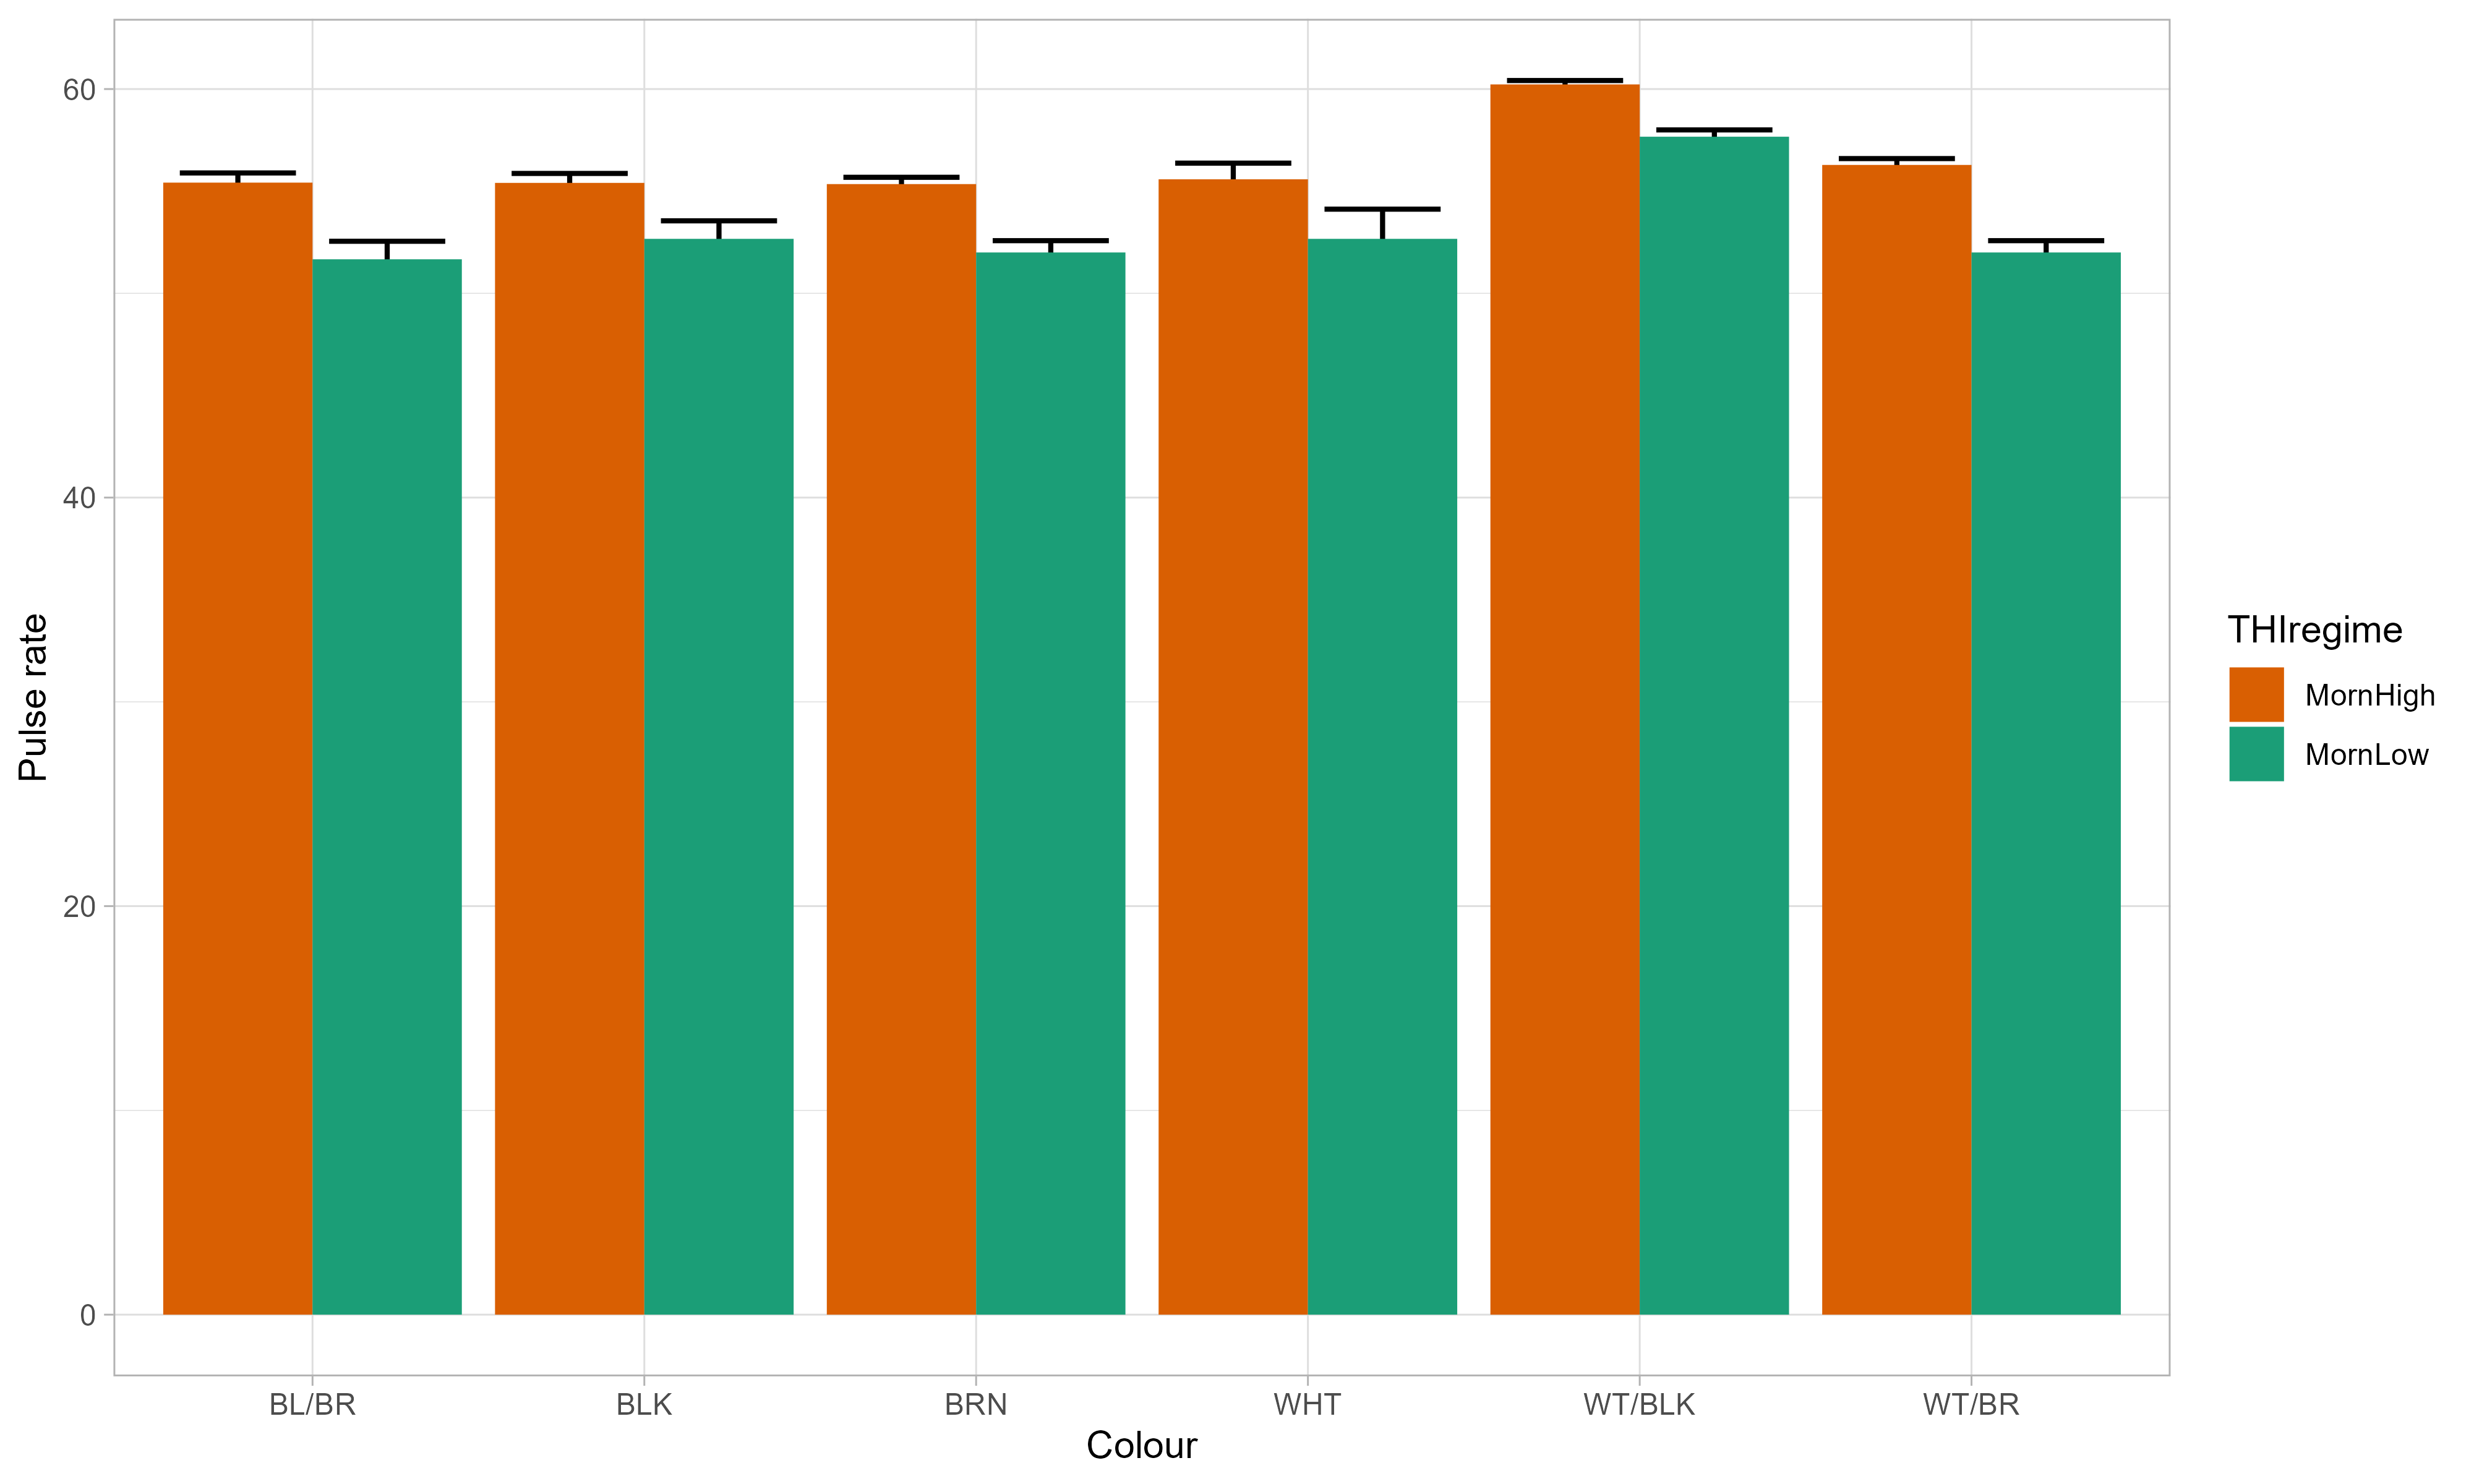 60
40
20
0
Pulse rate
BL/BR
BLK
BRN
WHT
WT/BLK
WT/BR
Colour
THIregime
MornHigh
MornLow